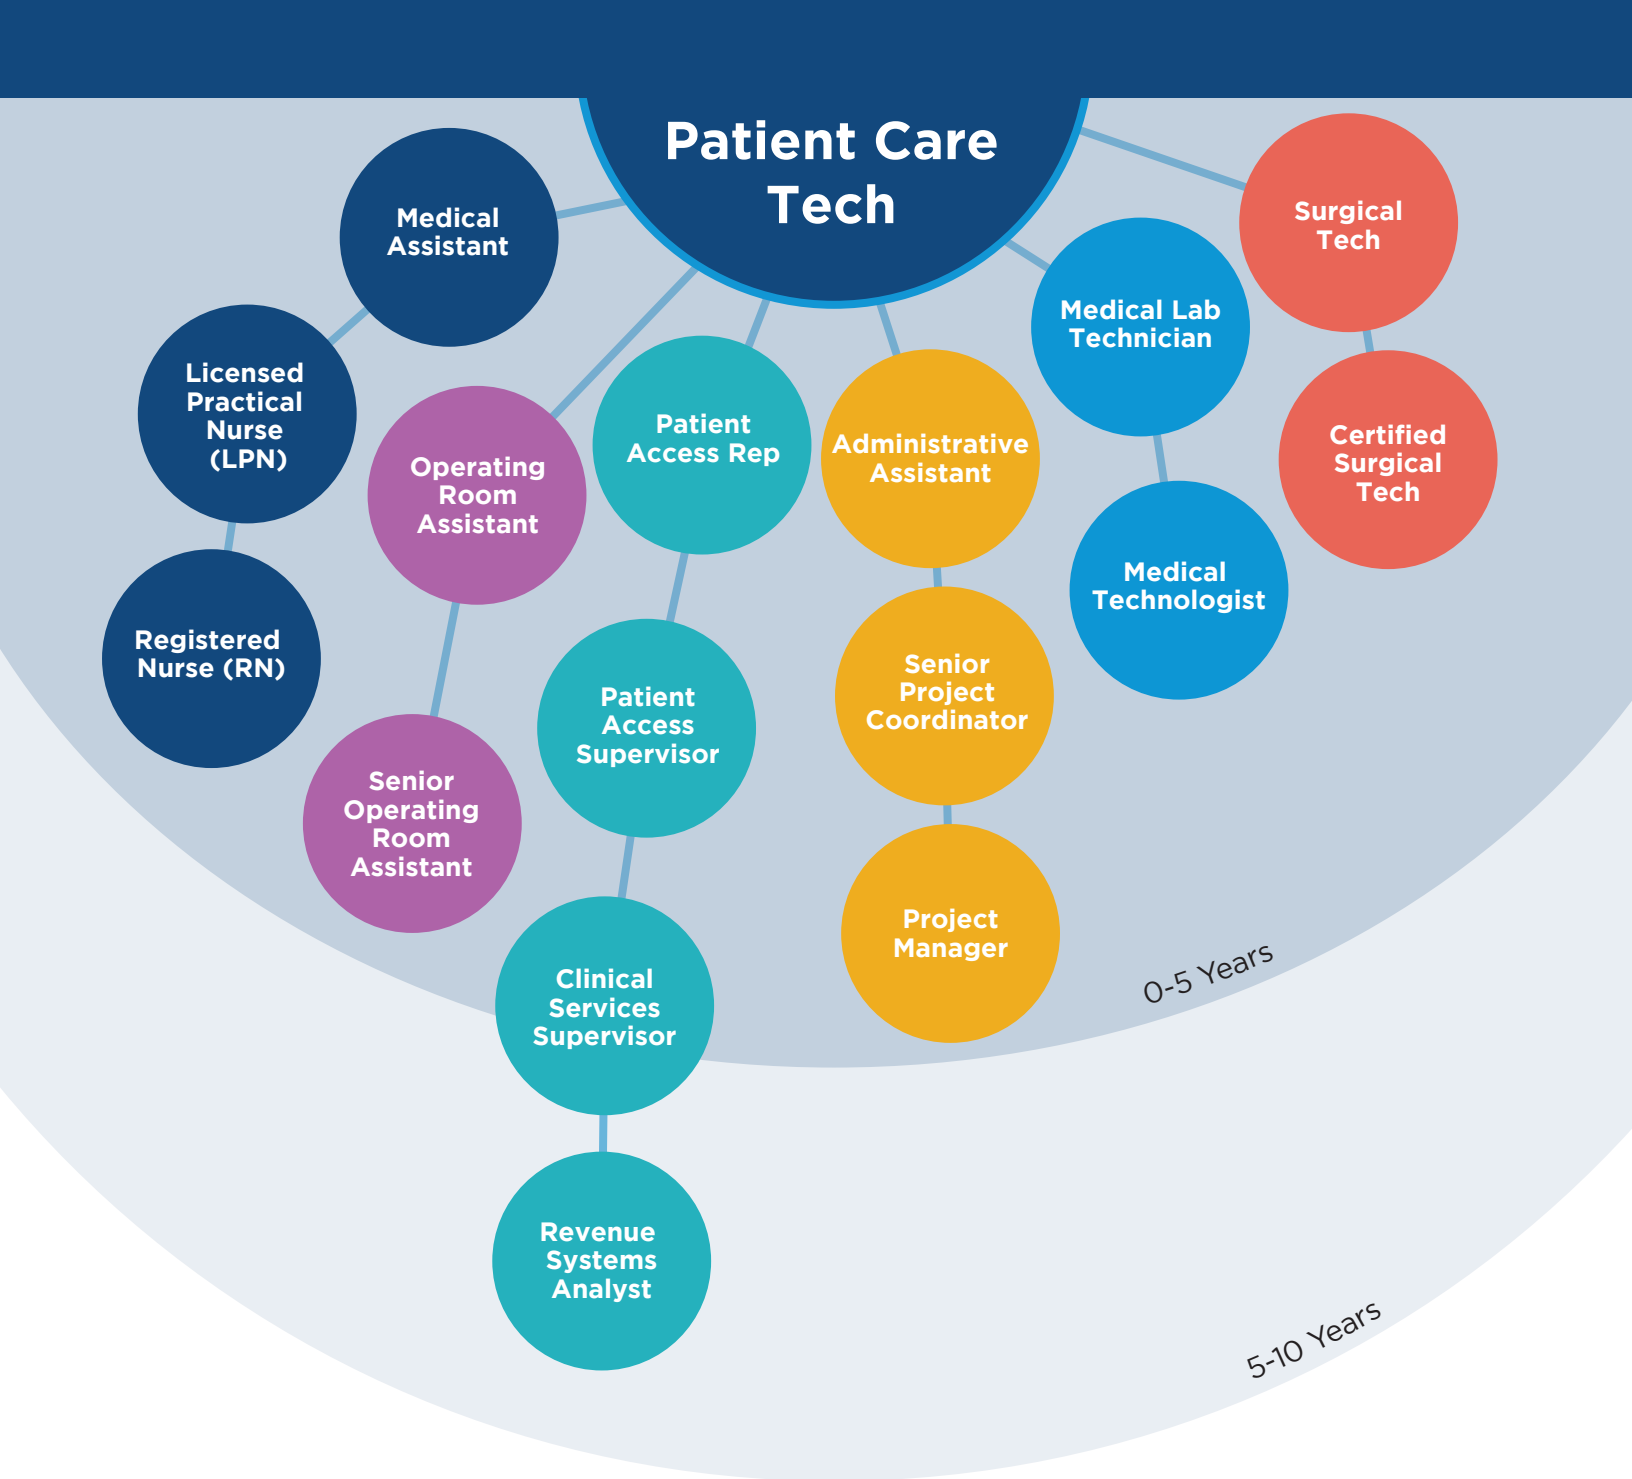 Patient Care
Tech
Medical
Assistant
Licensed
Practical
Nurse
(LPN)
Registered
Nurse (RN)
Operating
Room
Assistant
Senior
Operating
Room
Assistant
Patient
Access Rep
Patient
Access
Supervisor
Clinical
Services
Supervisor
Revenue
Systems
Analyst
Administrative
Assistant
Senior
Project
Coordinator
Project
Manager
Medical Lab
Technician
Medical
Technologist
Surgical
Tech
Certified
Surgical
Tech
0-5 Years
5-10 Years